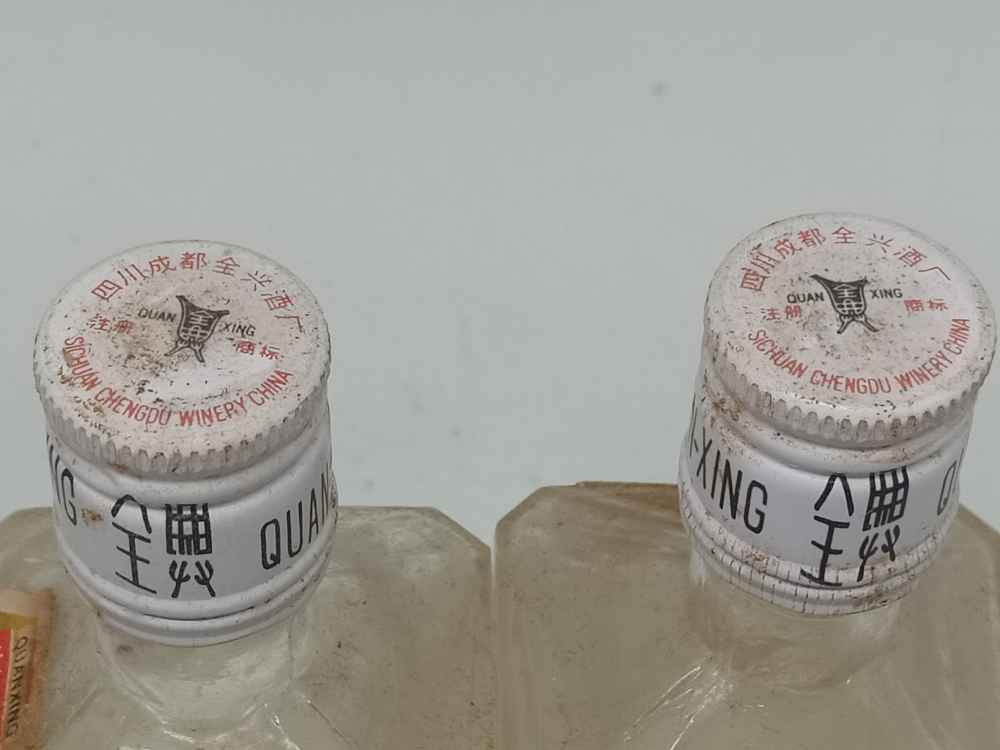 四川成都全兴酒厂
QUAN XING
注册 商标
SICHUAN CHENGDU WINERY CHINA
全興 QUAN
QUANXING
四川成都全兴酒厂
QUAN XING
注册 商标
SICHUAN CHENGDU WINERY CHINA
-XING 全興